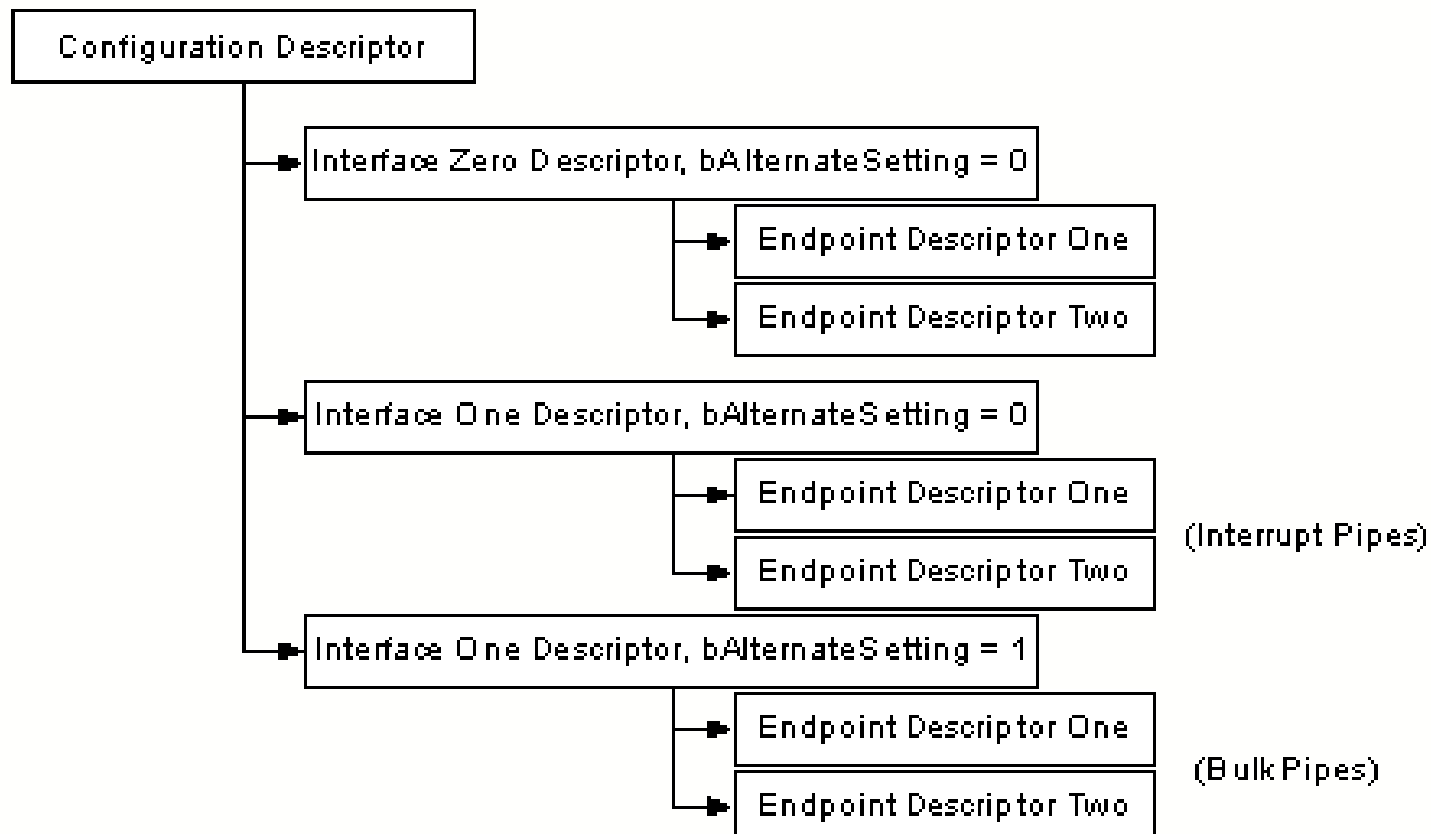 Configuration Descriptor
Interface Zero Descriptor, bAlternateSetting = 0
Endpoint Descriptor One
Endpoint Descriptor Two
Interface One Descriptor, bAlternateSetting = 0
Endpoint Descriptor One
(Interrupt Pipes)
Endpoint Descriptor Two
Interface One Descriptor, bAlternateSetting = 1
Endpoint Descriptor One
(Bulk Pipes)
Endpoint Descriptor Two